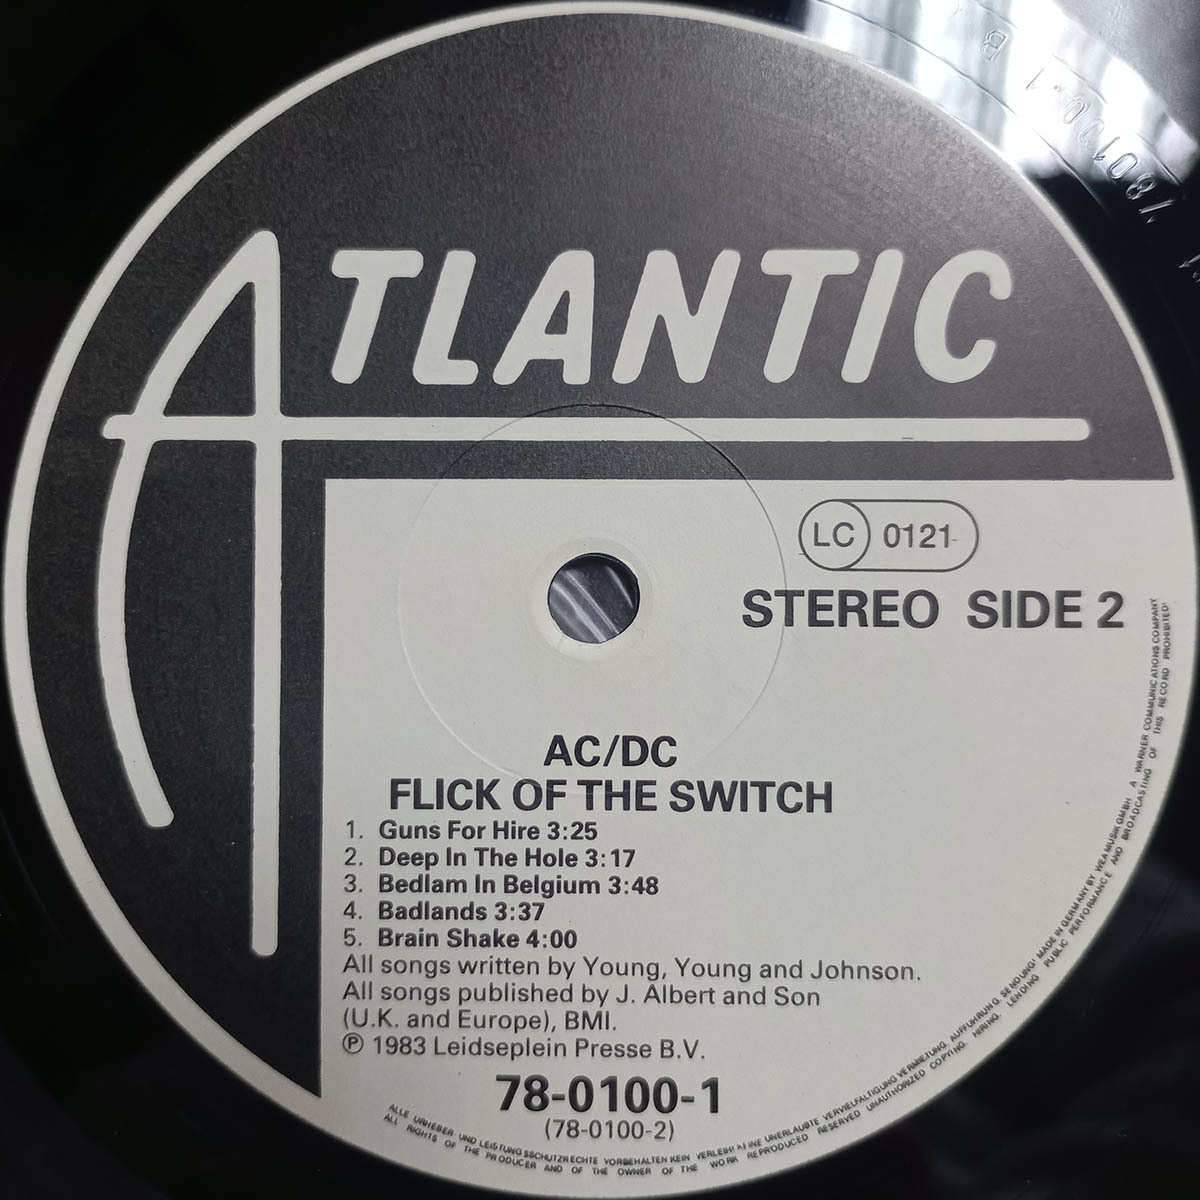 780100-1 B
ATLANTIC
LC 0121
STEREO SIDE 2
AC/DC
FLICK OF THE SWITCH
1. Guns For Hire 3:25
2. Deep In The Hole 3:17
3. Bedlam In Belgium 3:48
4. Badlands 3:37
5. Brain Shake 4:00
All songs written by Young, Young and Johnson.
All songs published by J. Albert and Son
(U.K. and Europe), BMI.
℗ 1983 Leidseplein Presse B.V.
78-0100-1
(78-0100-2)
ALLE URHEBER UND LEISTUNGSSCHUTZRECHTE VORBEHALTEN KEIN VERLEIH! KEINE UNERLAUBTE VERVIELFÄLTIGUNG VERMIETUNG, AUFFÜHRUNG, SENDUNG! MADE IN GERMANY BY WEA MUSIK GMBH A WARNER COMMUNICATIONS COMPANY
ALL RIGHTS OF THE PRODUCER AND OF THE OWNER OF THE WORK REPRODUCED RESERVED UNAUTHORIZED COPYING, HIRING, LENDING PUBLIC PERFORMANCE AND BROADCASTING OF THIS RECORD PROHIBITED!